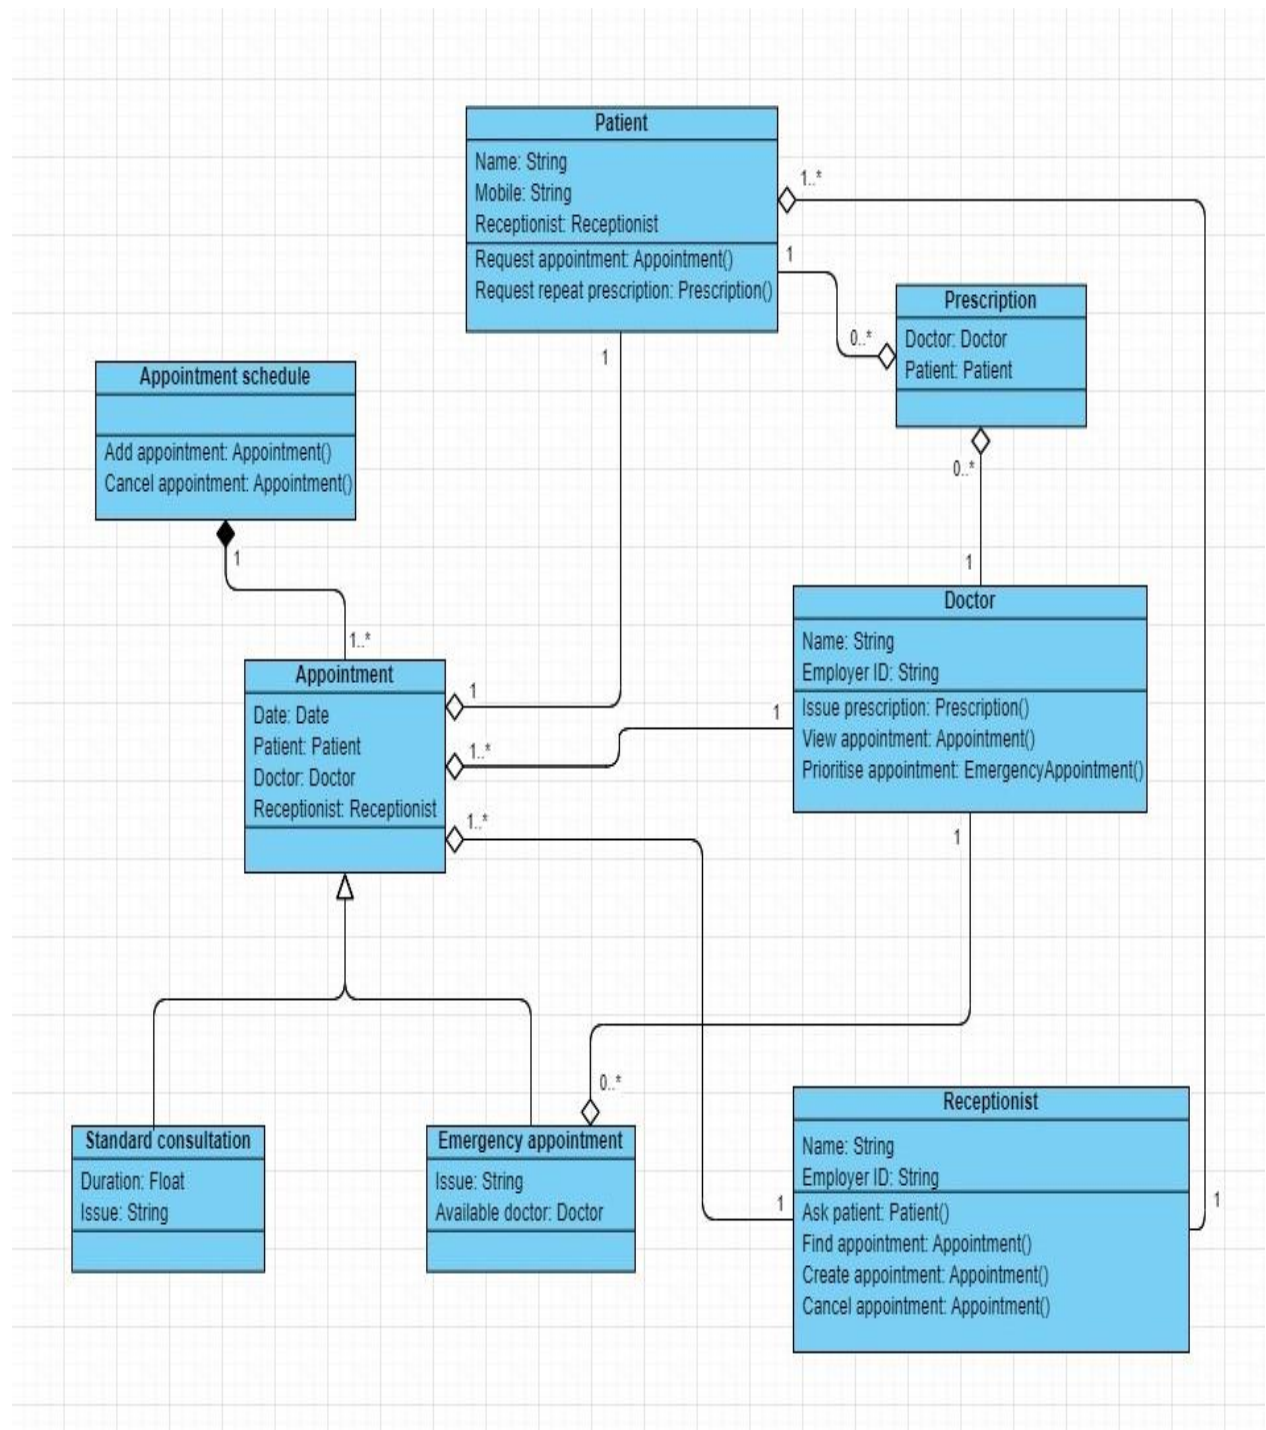 Patient
Name: String
Mobile: String
Receptionist: Receptionist
Request appointment: Appointment()
Request repeat prescription: Prescription()
1..*
1
1
0..*
Prescription
Doctor: Doctor
Patient: Patient
0..*
1
Appointment schedule
Add appointment: Appointment()
Cancel appointment: Appointment()
1
1..*
Appointment
Date: Date
Patient: Patient
Doctor: Doctor
Receptionist: Receptionist
1
1..*
1..*
1
Doctor
Name: String
Employer ID: String
Issue prescription: Prescription()
View appointment: Appointment()
Prioritise appointment: EmergencyAppointment()
1
0..*
Standard consultation
Duration: Float
Issue: String
Emergency appointment
Issue: String
Available doctor: Doctor
1
Receptionist
Name: String
Employer ID: String
Ask patient: Patient()
Find appointment: Appointment()
Create appointment: Appointment()
Cancel appointment: Appointment()
1